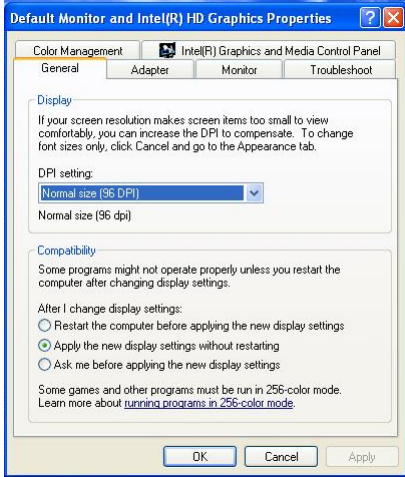 Default Monitor and Intel(R) HD Graphics Properties
Color Management
Intel(R) Graphics and Media Control Panel
General
Adapter
Monitor
Troubleshoot
Display
If your screen resolution makes screen items too small to view
comfortably, you can increase the DPI to compensate. To change
font sizes only, click Cancel and go to the Appearance tab.
DPI setting:
Normal size (96 DPI)
Normal size (96 dpi)
Compatibility
Some programs might not operate properly unless you restart the
computer after changing display settings.
After I change display settings:
Restart the computer before applying the new display settings
Apply the new display settings without restarting
Ask me before applying the new display settings
Some games and other programs must be run in 256-color mode.
Learn more about running programs in 256-color mode.
OK
Cancel
Apply